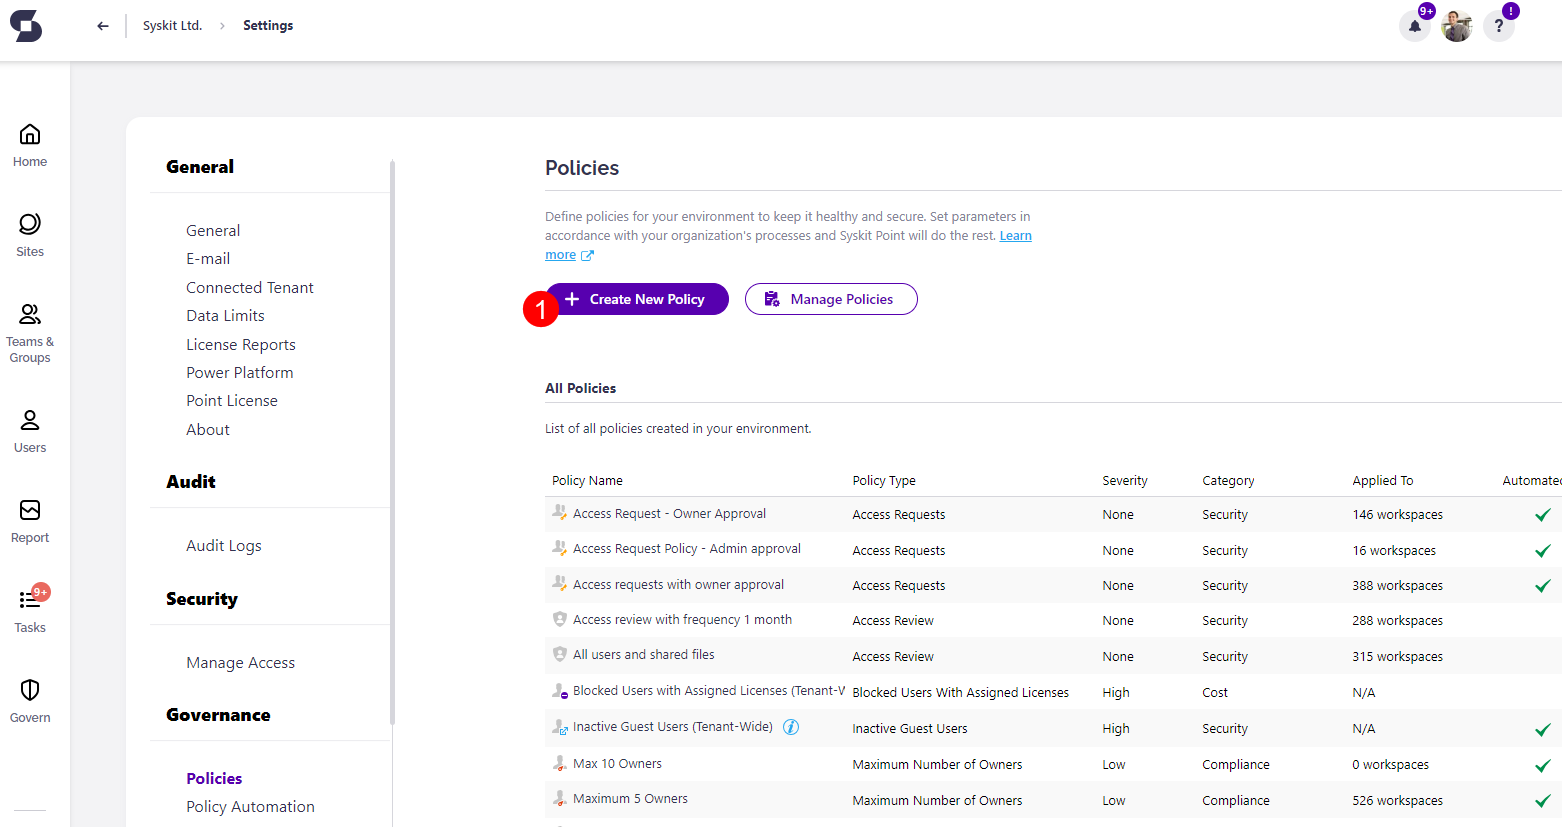 Syskit Ltd. > Settings
9+
!
?
Home
Sites
Teams &
Groups
Users
Report
9+
Tasks
Govern
General
General
E-mail
Connected Tenant
Data Limits
License Reports
Power Platform
Point License
About
Audit
Audit Logs
Security
Manage Access
Governance
Policies
Policy Automation
Policies
Define policies for your environment to keep it healthy and secure. Set parameters in
accordance with your organization's processes and Syskit Point will do the rest. Learn
more
1
+ Create New Policy
Manage Policies
All Policies
List of all policies created in your environment.
Policy Name Policy Type Severity Category Applied To Automated
Access Request - Owner Approval Access Requests None Security 146 workspaces
Access Request Policy - Admin approval Access Requests None Security 16 workspaces
Access requests with owner approval Access Requests None Security 388 workspaces
Access review with frequency 1 month Access Review None Security 288 workspaces
All users and shared files Access Review None Security 315 workspaces
Blocked Users with Assigned Licenses (Tenant-W Blocked Users With Assigned Licenses High Cost N/A
Inactive Guest Users (Tenant-Wide) i Inactive Guest Users High Security N/A
Max 10 Owners Maximum Number of Owners Low Compliance 0 workspaces
Maximum 5 Owners Maximum Number of Owners Low Compliance 526 workspaces